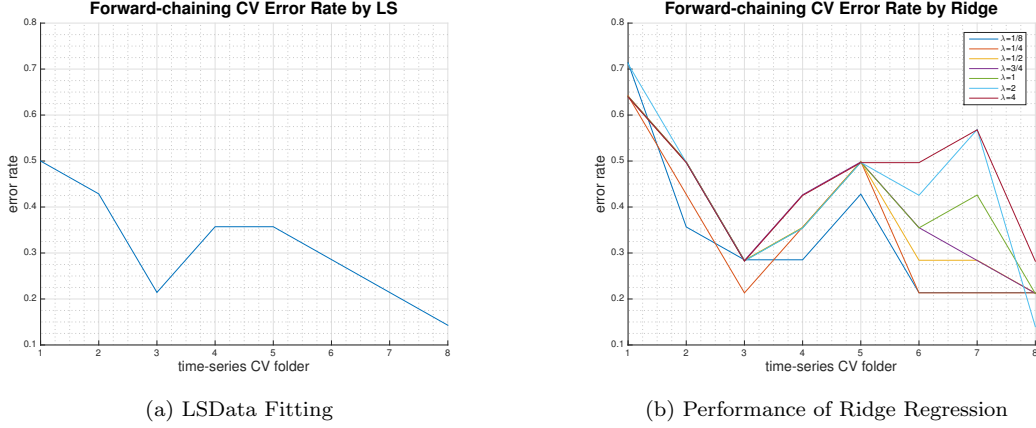 Forward-chaining CV Error Rate by LS
0.8
0.7
0.6
0.5
0.4
0.3
0.2
0.1
error rate
1 2 3 4 5 6 7 8
time-series CV folder
(a) LSData Fitting
Forward-chaining CV Error Rate by Ridge
0.8
0.7
0.6
0.5
0.4
0.3
0.2
0.1
error rate
λ=1/8
λ=1/4
λ=1/2
λ=3/4
λ=1
λ=2
λ=4
1 2 3 4 5 6 7 8
time-series CV folder
(b) Performance of Ridge Regression